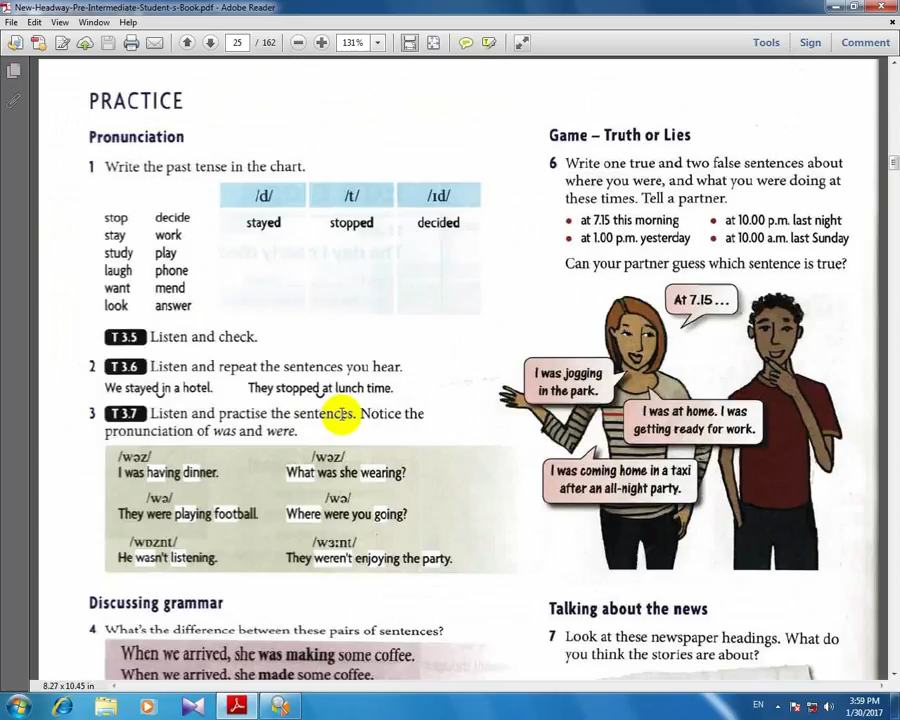 New-Headway-Pre-Intermediate-Student-s-Book.pdf - Adobe Reader
File Edit View Window Help
25 / 162 131% Tools Sign Comment
PRACTICE
Pronunciation
1 Write the past tense in the chart.
/d/ /t/ /ɪd/
stayed stopped decided
stop decide
stay work
study play
laugh phone
want mend
look answer
T 3.5 Listen and check.
2 T 3.6 Listen and repeat the sentences you hear.
We stayed in a hotel. They stopped at lunch time.
3 T 3.7 Listen and practise the sentences. Notice the
pronunciation of was and were.
/wəz/ /wəz/
I was having dinner. What was she wearing?
/wə/ /wə/
They were playing football. Where were you going?
/wɒznt/ /wɜːnt/
He wasn't listening. They weren't enjoying the party.
Discussing grammar
4 What's the difference between these pairs of sentences?
When we arrived, she was making some coffee.
When we arrived, she made some coffee.
Game – Truth or Lies
6 Write one true and two false sentences about
where you were, and what you were doing at
these times. Tell a partner.
• at 7.15 this morning • at 10.00 p.m. last night
• at 1.00 p.m. yesterday • at 10.00 a.m. last Sunday
Can your partner guess which sentence is true?
At 7.15 ...
I was jogging
in the park.
I was at home. I was
getting ready for work.
I was coming home in a taxi
after an all-night party.
Talking about the news
7 Look at these newspaper headings. What do
you think the stories are about?
8.27 x 10.45 in
EN 3:59 PM
1/30/2017